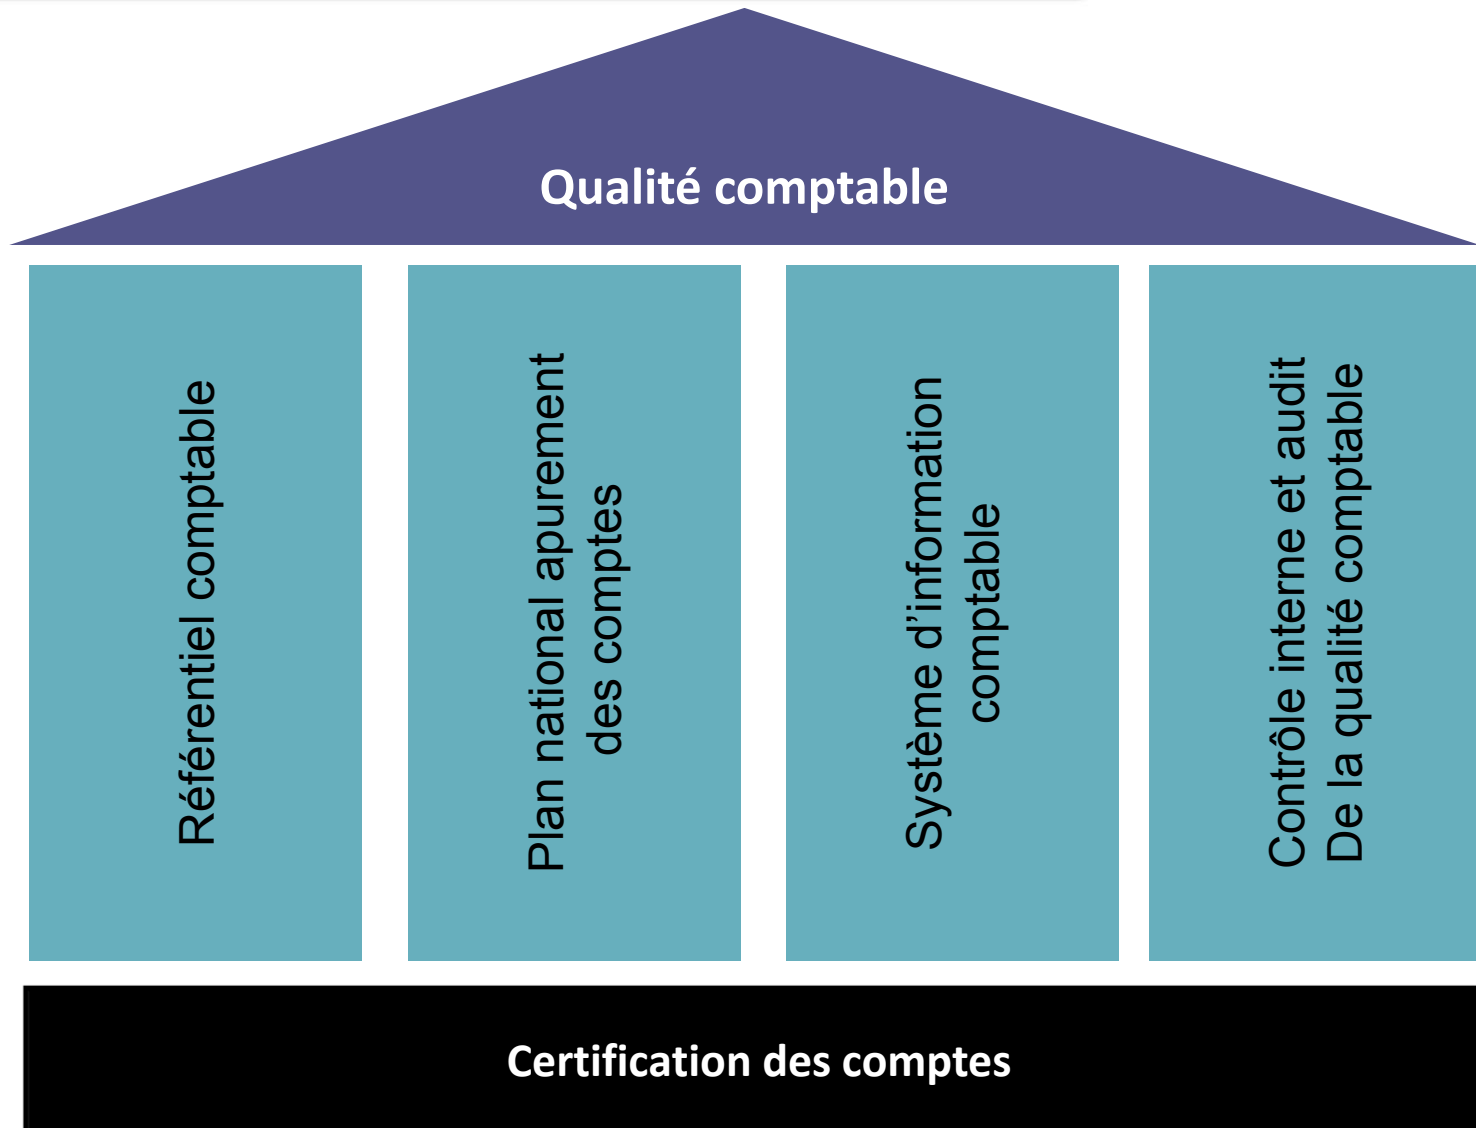 Qualité comptable
Référentiel comptable
Plan national apurement
des comptes
Système d’information
comptable
Contrôle interne et audit
De la qualité comptable
Certification des comptes